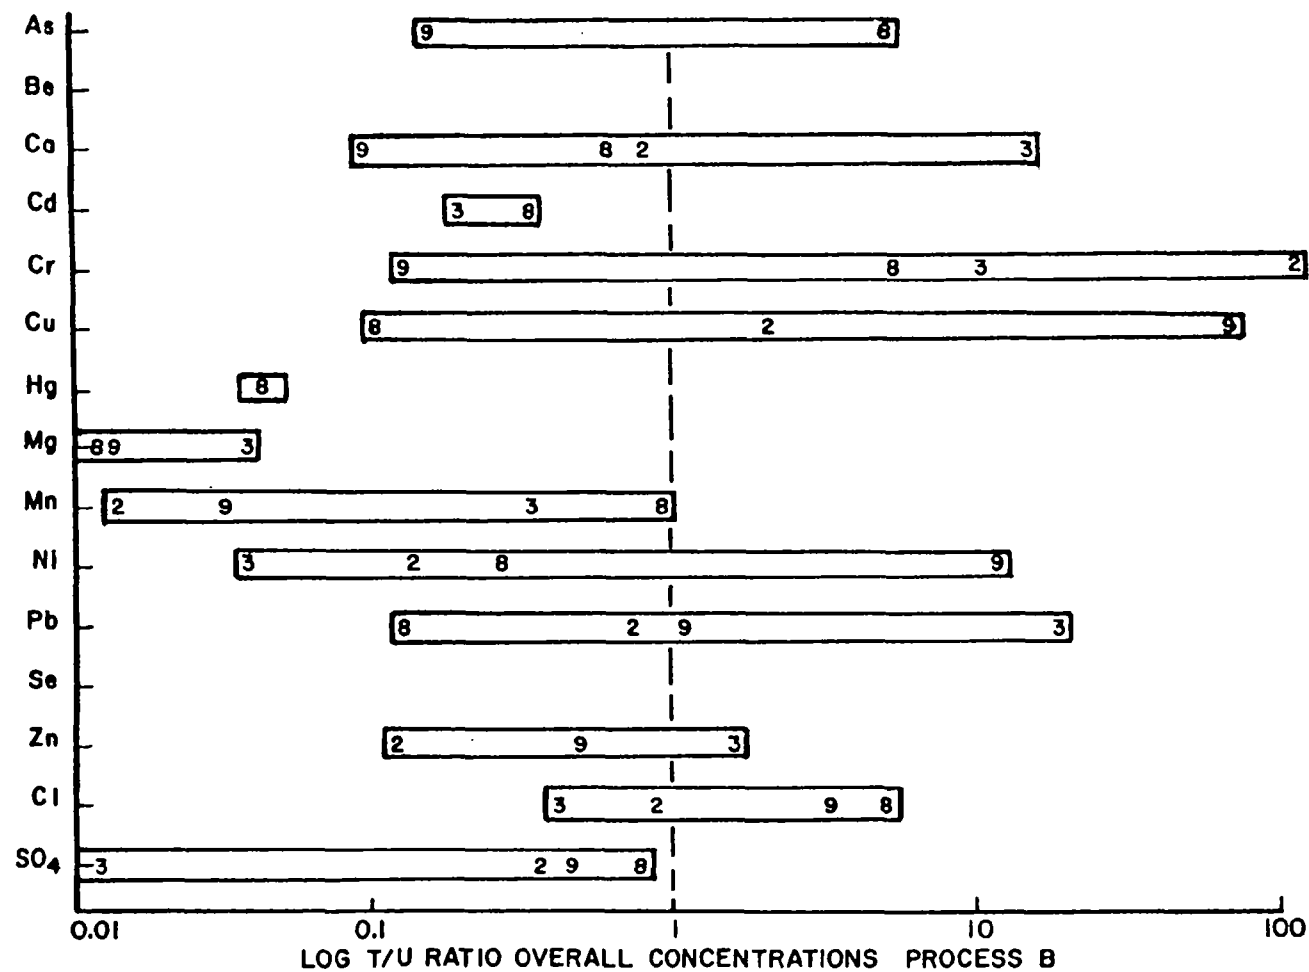 As 9 8
Be
Ca 9 8 2 3
Cd 3 8
Cr 9 8 3 2
Cu 8 2 9
Hg 8
Mg 8 9 3
Mn 2 9 3 8
Ni 3 2 8 9
Pb 8 2 9 3
Se
Zn 2 9 3
Cl 3 2 9 8
SO4 3 2 9 8
0.01 0.1 1 10 100
LOG T/U RATIO OVERALL CONCENTRATIONS PROCESS B